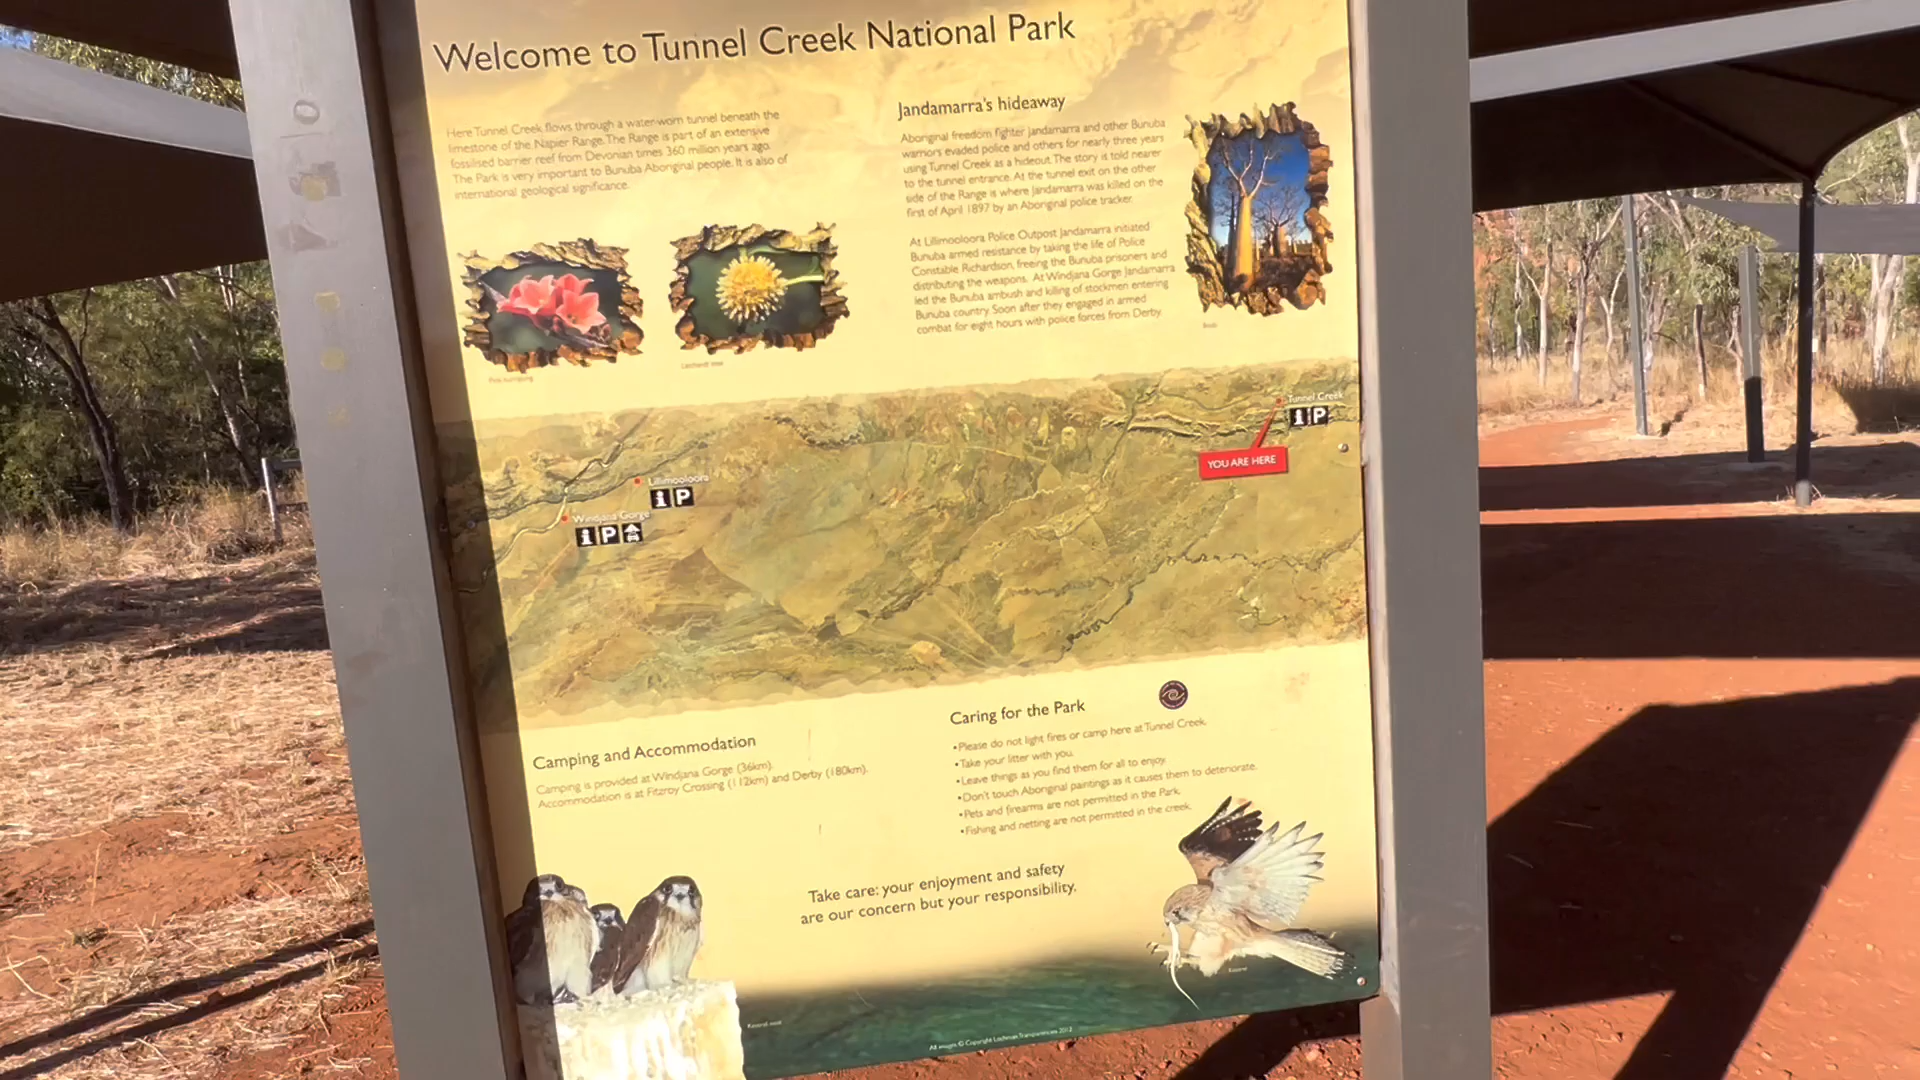 Welcome to Tunnel Creek National Park
Here Tunnel Creek flows through a water-worn tunnel beneath the
limestone of the Napier Range. The Range is part of an extensive
fossilised barrier reef from Devonian times 360 million years ago.
The Park is very important to Bunuba Aboriginal people. It is also of
international geological significance.
Jandamarra's hideaway
Aboriginal freedom fighter Jandamarra and other Bunuba
warriors evaded police and others for nearly three years
using Tunnel Creek as a hideout. The story is told nearer
to the tunnel entrance. At the tunnel exit on the other
side of the Range is where Jandamarra was killed on the
first of April 1897 by an Aboriginal police tracker.
At Lillimooloora Police Outpost Jandamarra initiated
Bunuba armed resistance by taking the life of Police
Constable Richardson, freeing the Bunuba prisoners and
distributing the weapons. At Windjana Gorge Jandamarra
led the Bunuba ambush and killing of stockmen entering
Bunuba country. Soon after they engaged in armed
combat for eight hours with police forces from Derby.
Boab
Tunnel Creek
i P
YOU ARE HERE
Lillimooloora
i P
Windjana Gorge
i P
Camping and Accommodation
Camping is provided at Windjana Gorge (36km).
Accommodation is at Fitzroy Crossing (112km) and Derby (180km).
Caring for the Park
•Please do not light fires or camp here at Tunnel Creek.
•Take your litter with you.
•Leave things as you find them for all to enjoy.
•Don't touch Aboriginal paintings as it causes them to deteriorate.
•Pets and firearms are not permitted in the Park.
•Fishing and netting are not permitted in the creek.
Take care: your enjoyment and safety
are our concern but your responsibility.
All images © Copyright Lochman Transparencies 2012